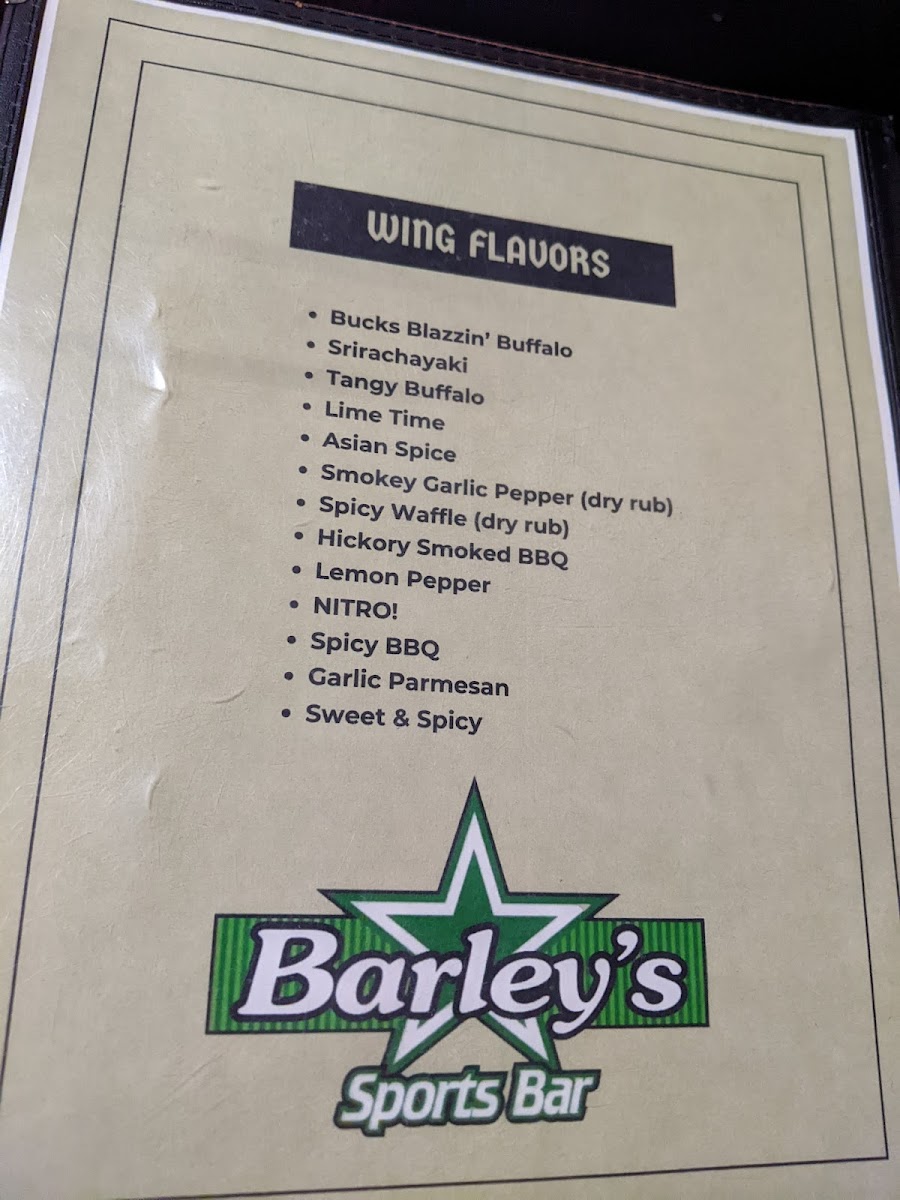 WING FLAVORS
• Bucks Blazzin' Buffalo
• Srirachayaki
• Tangy Buffalo
• Lime Time
• Asian Spice
• Smokey Garlic Pepper (dry rub)
• Spicy Waffle (dry rub)
• Hickory Smoked BBQ
• Lemon Pepper
• NITRO!
• Spicy BBQ
• Garlic Parmesan
• Sweet & Spicy
Barley's
Sports Bar